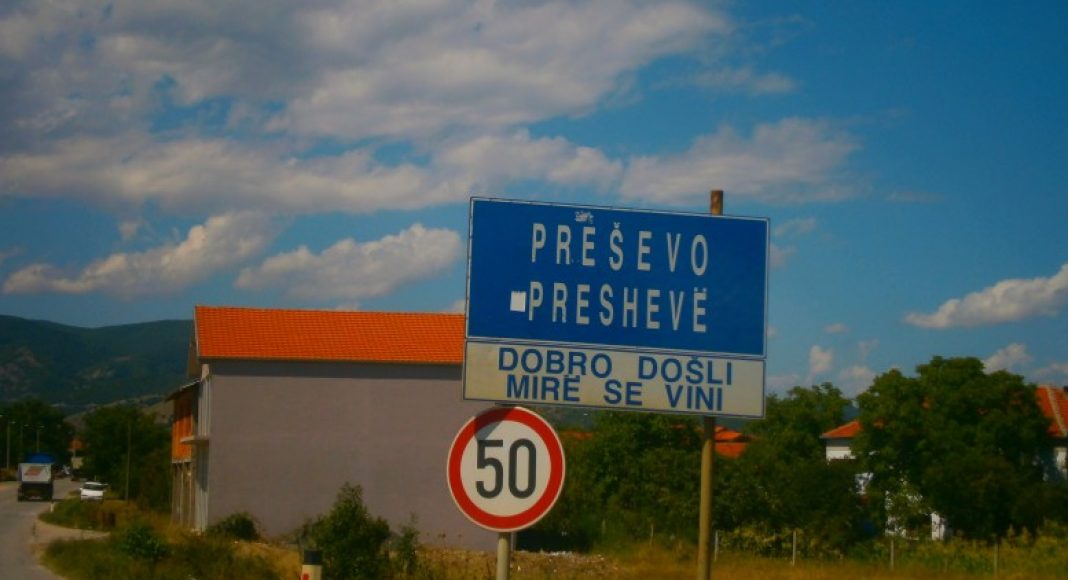 PREŠEVO
PRESHEVË
DOBRO DOŠLI
MIRË SE VINI
50